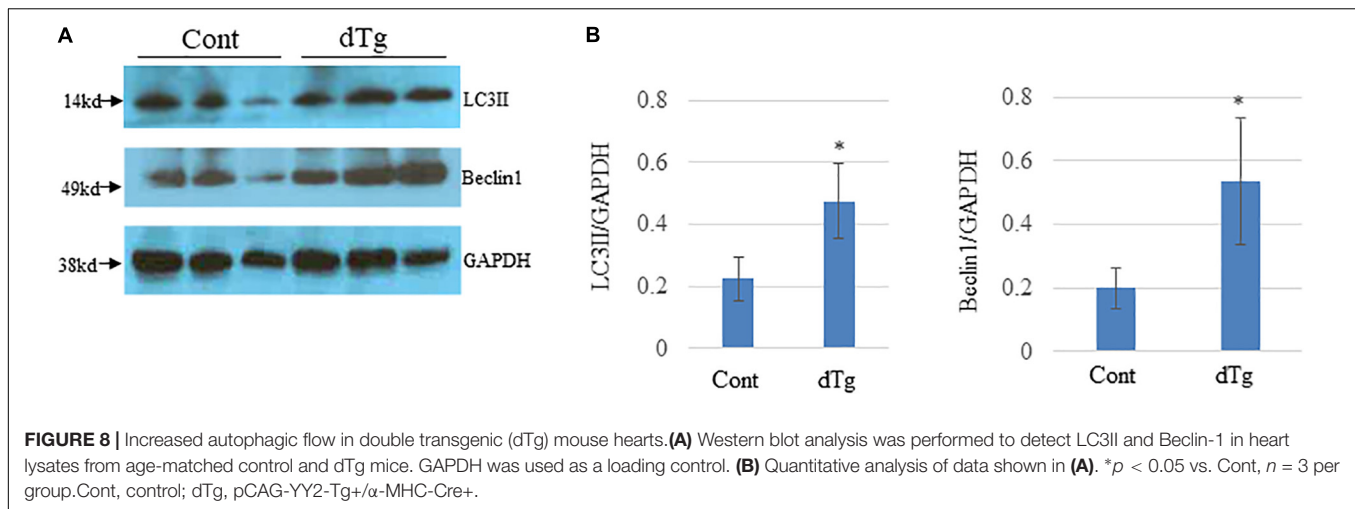 A
Cont dTg
14kd LC3II
49kd Beclin1
38kd GAPDH
B
LC3II/GAPDH
0.8
0.6
0.4
0.2
0
*
Cont dTg
Beclin1/GAPDH
0.8
0.6
0.4
0.2
0
*
Cont dTg
FIGURE 8 | Increased autophagic flow in double transgenic (dTg) mouse hearts.(A) Western blot analysis was performed to detect LC3II and Beclin-1 in heart
lysates from age-matched control and dTg mice. GAPDH was used as a loading control. (B) Quantitative analysis of data shown in (A). *p < 0.05 vs. Cont, n = 3 per
group.Cont, control; dTg, pCAG-YY2-Tg+/α-MHC-Cre+.